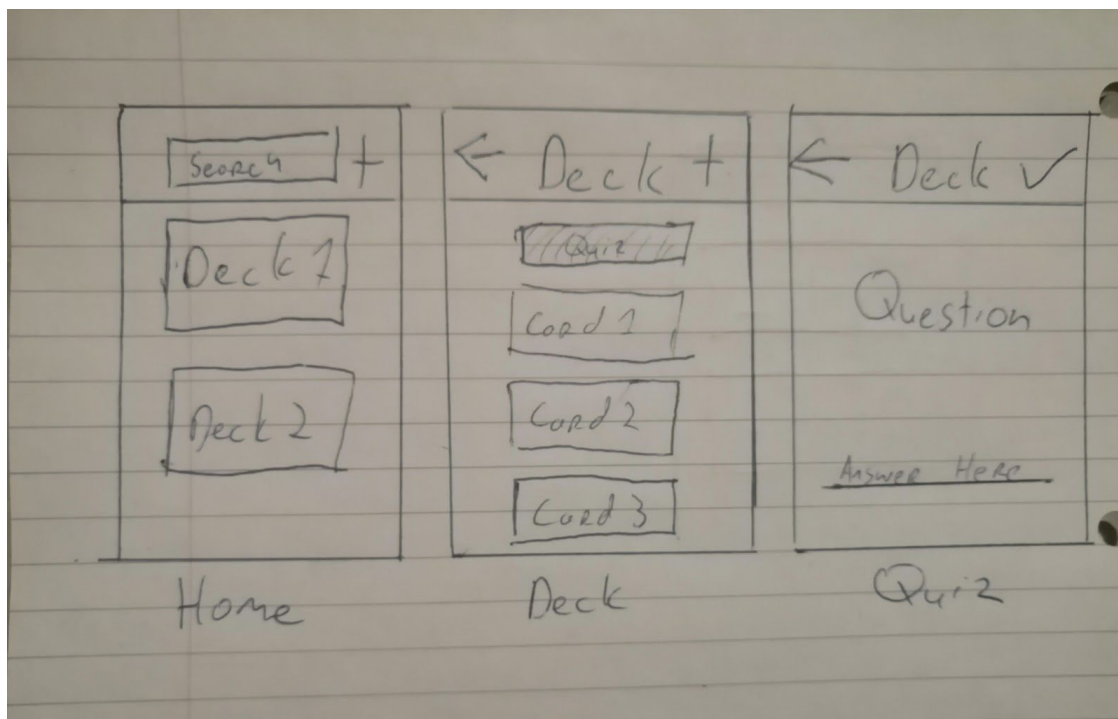 Search +
Deck 1
Deck 2
Home
← Deck +
Quiz
Card 1
Card 2
Card 3
Deck
← Deck ✓
Question
Answer Here
Quiz